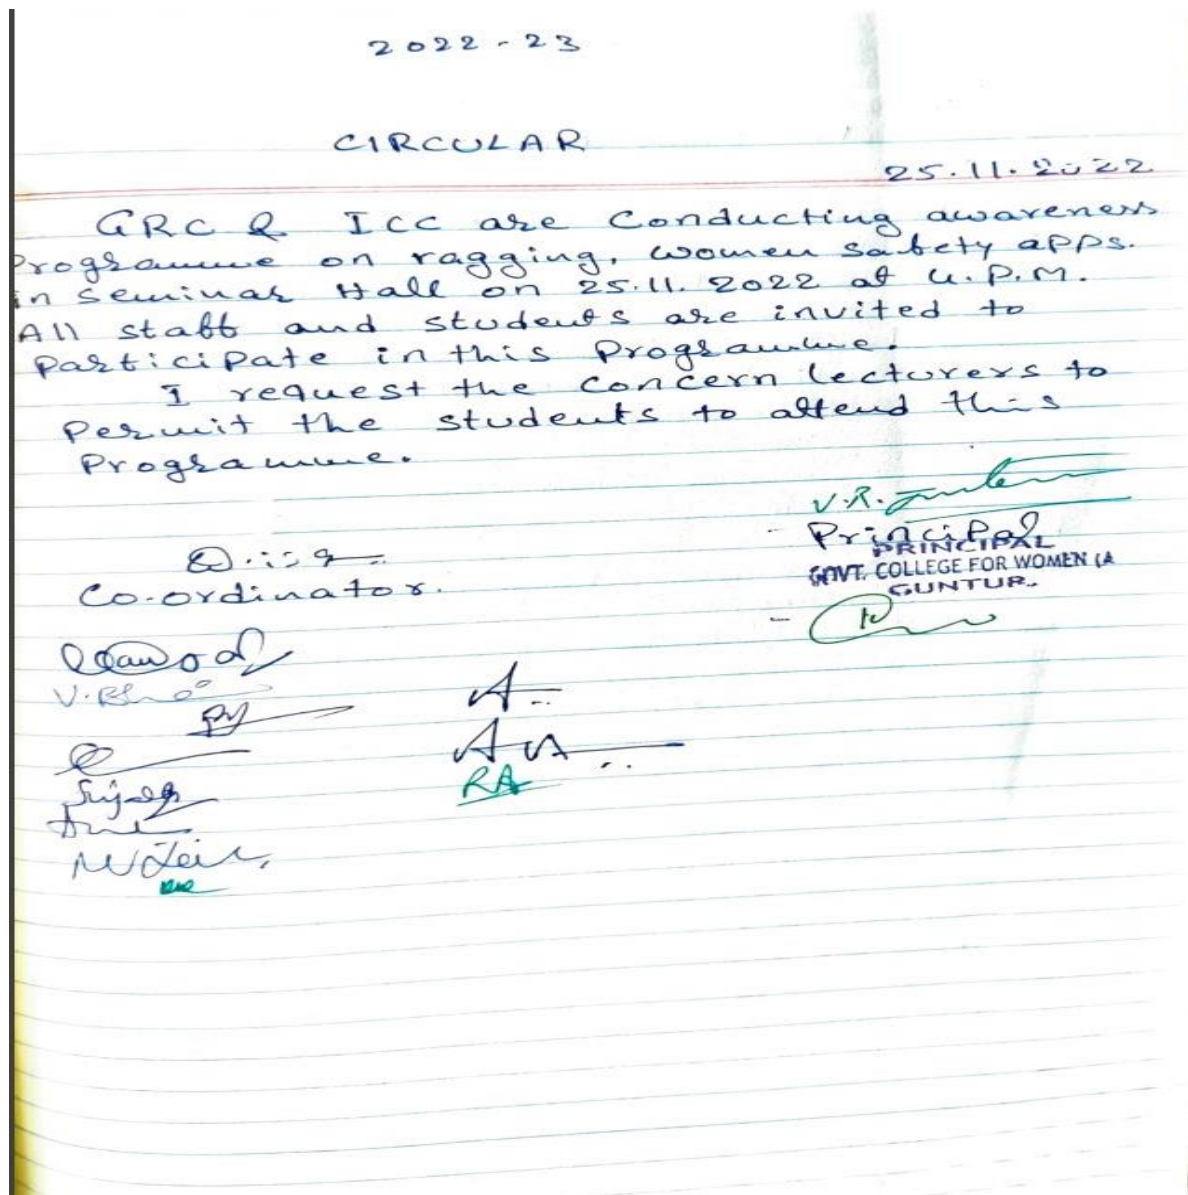 2022-23
CIRCULAR
25.11.2022
GRC & ICC are Conducting awareness
Programme on ragging, women safety apps.
in Seminar Hall on 25.11.2022 at 4.P.M.
All staff and students are invited to
Participate in this Programme.
I request the concern lecturers to
Permit the students to attend this
Programme.
V.R.
Principal
PRINCIPAL
GOVT. COLLEGE FOR WOMEN (A
GUNTUR.
Co-ordinator.
RA